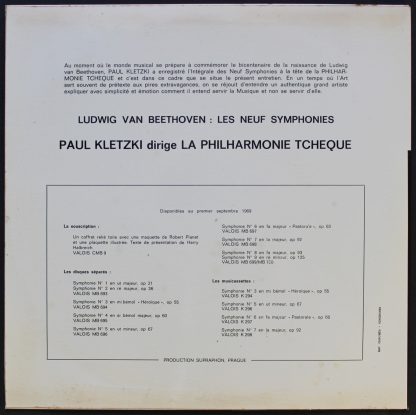 Au moment où le monde musical se prépare à commémorer le bicentenaire de la naissance de Ludwig
van Beethoven, PAUL KLETZKI a enregistré l'Intégrale des Neuf Symphonies à la tête de la PHILHAR-
MONIE TCHEQUE et c'est dans ce cadre que se situe le présent entretien. En un temps où l'Art
sert souvent de prétexte aux pires extravagances, on se réjouit d'entendre un authentique grand artiste
expliquer avec simplicité et émotion comment il entend servir la Musique et non se servir d'elle.
LUDWIG VAN BEETHOVEN : LES NEUF SYMPHONIES
PAUL KLETZKI dirige LA PHILHARMONIE TCHEQUE
Disponibles au premier septembre 1969
La souscription :
Un coffret relié toile avec une maquette de Robert Planet
et une plaquette illustrée. Texte de présentation de Harry
Halbreich.
VALOIS CMB 9
Les disques séparés :
Symphonie N° 1 en ut majeur, op 21
Symphonie N° 2 en ré majeur, op 36
VALOIS MB 693
Symphonie N° 3 en mi bémol « Héroïque », op 55
VALOIS MB 694
Symphonie N° 4 en si bémol majeur, op 60
VALOIS MB 695
Symphonie N° 5 en ut mineur, op 67
VALOIS MB 696
Symphonie N° 6 en fa majeur « Pastorale », op 68
VALOIS MB 697
Symphonie N° 7 en la majeur, op 92
VALOIS MB 698
Symphonie N° 8 en fa majeur, op 93
Symphonie N° 9 en ré mineur, op 125
VALOIS MB 699/MB 700
Les musicassettes :
Symphonie N° 3 en mi bémol « Héroïque », op 55
VALOIS K 294
Symphonie N° 5 en ut mineur, op 67
VALOIS K 296
Symphonie N° 6 en fa majeur « Pastorale », op 68
VALOIS K 297
Symphonie N° 7 en la majeur, op 92
VALOIS K 298
PRODUCTION SUPRAPHON, PRAGUE